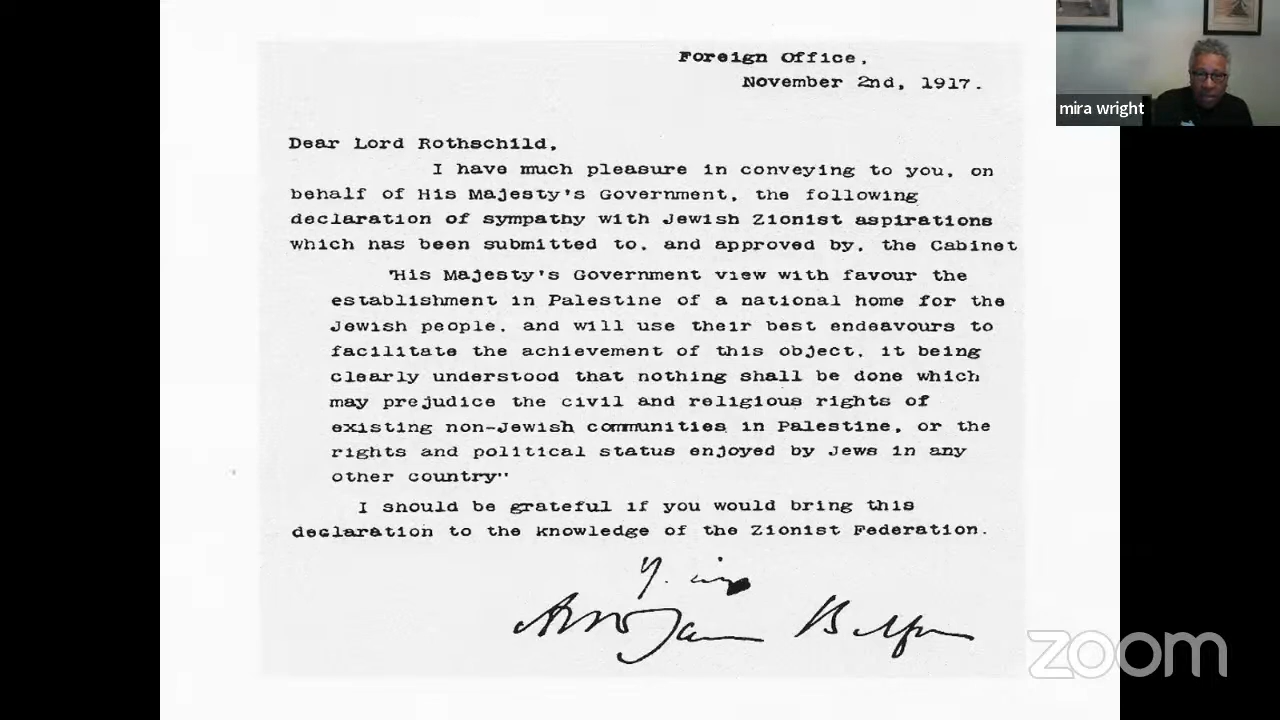 Foreign Office,
November 2nd, 1917.
mira wright
Dear Lord Rothschild,
I have much pleasure in conveying to you, on
behalf of His Majesty's Government, the following
declaration of sympathy with Jewish Zionist aspirations
which has been submitted to, and approved by, the Cabinet
"His Majesty's Government view with favour the
establishment in Palestine of a national home for the
Jewish people, and will use their best endeavours to
facilitate the achievement of this object, it being
clearly understood that nothing shall be done which
may prejudice the civil and religious rights of
existing non-Jewish communities in Palestine, or the
rights and political status enjoyed by Jews in any
other country"
I should be grateful if you would bring this
declaration to the knowledge of the Zionist Federation.
zoom